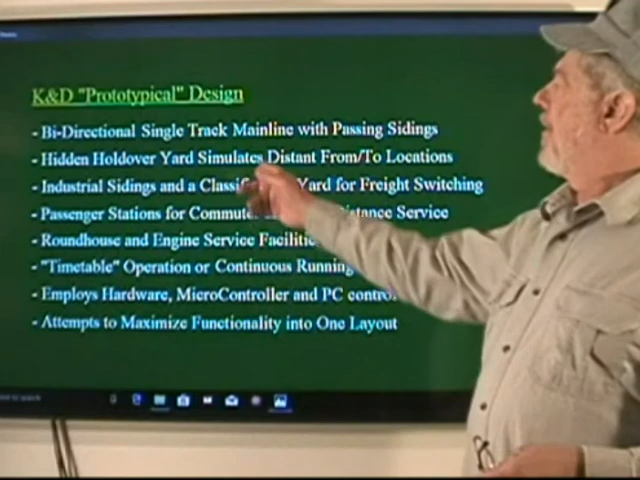 K&D "Prototypical" Design
- Bi-Directional Single Track Mainline with Passing Sidings
- Hidden Holdover Yard Simulates Distant From/To Locations
- Industrial Sidings and a Classif Yard for Freight Switching
- Passenger Stations for Commute istance Service
- Roundhouse and Engine Service Facilitie
- "Timetable" Operation or Continuous Running
- Employs Hardware, MicroController and PC contro
- Attempts to Maximize Functionality into One Layout